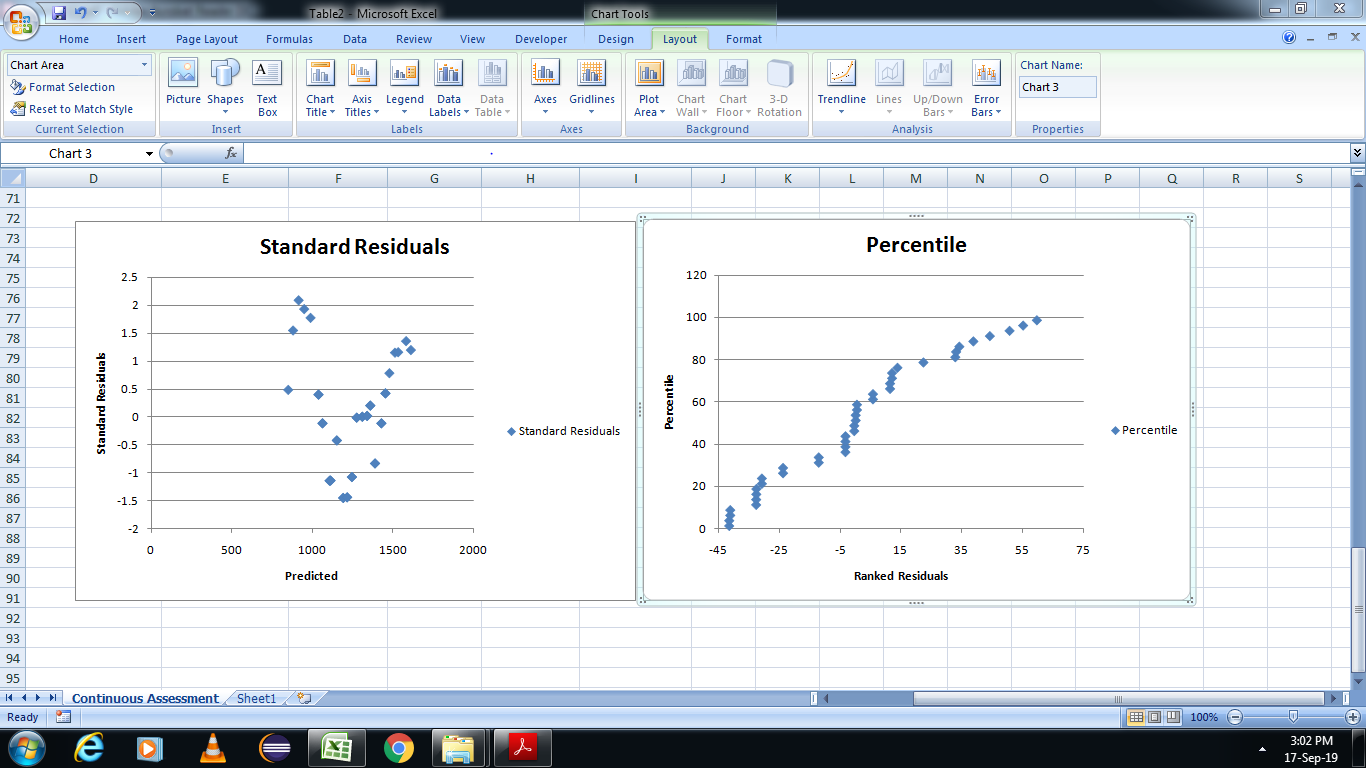 Table2 - Microsoft Excel
Chart Tools
Home Insert Page Layout Formulas Data Review View Developer Design Layout Format
Chart Area
Format Selection
Reset to Match Style
Current Selection
Picture Shapes Text Box
Insert
Chart Title Axis Titles Legend Data Labels Data Table
Labels
Axes Gridlines
Axes
Plot Area Chart Wall Chart Floor 3-D Rotation
Background
Trendline Lines Up/Down Bars Error Bars
Analysis
Chart Name:
Chart 3
Properties
Chart 3 fx
D E F G H I J K L M N O P Q R S
71
72
73
74
75
76
77
78
79
80
81
82
83
84
85
86
87
88
89
90
91
92
93
94
95
Standard Residuals
2.5
2
1.5
1
0.5
0
-0.5
-1
-1.5
-2
0 500 1000 1500 2000
Standard Residuals
Predicted
Standard Residuals
Percentile
120
100
80
60
40
20
0
-45 -25 -5 15 35 55 75
Percentile
Ranked Residuals
Percentile
Continuous Assessment Sheet1
Ready
100%
3:02 PM
17-Sep-19